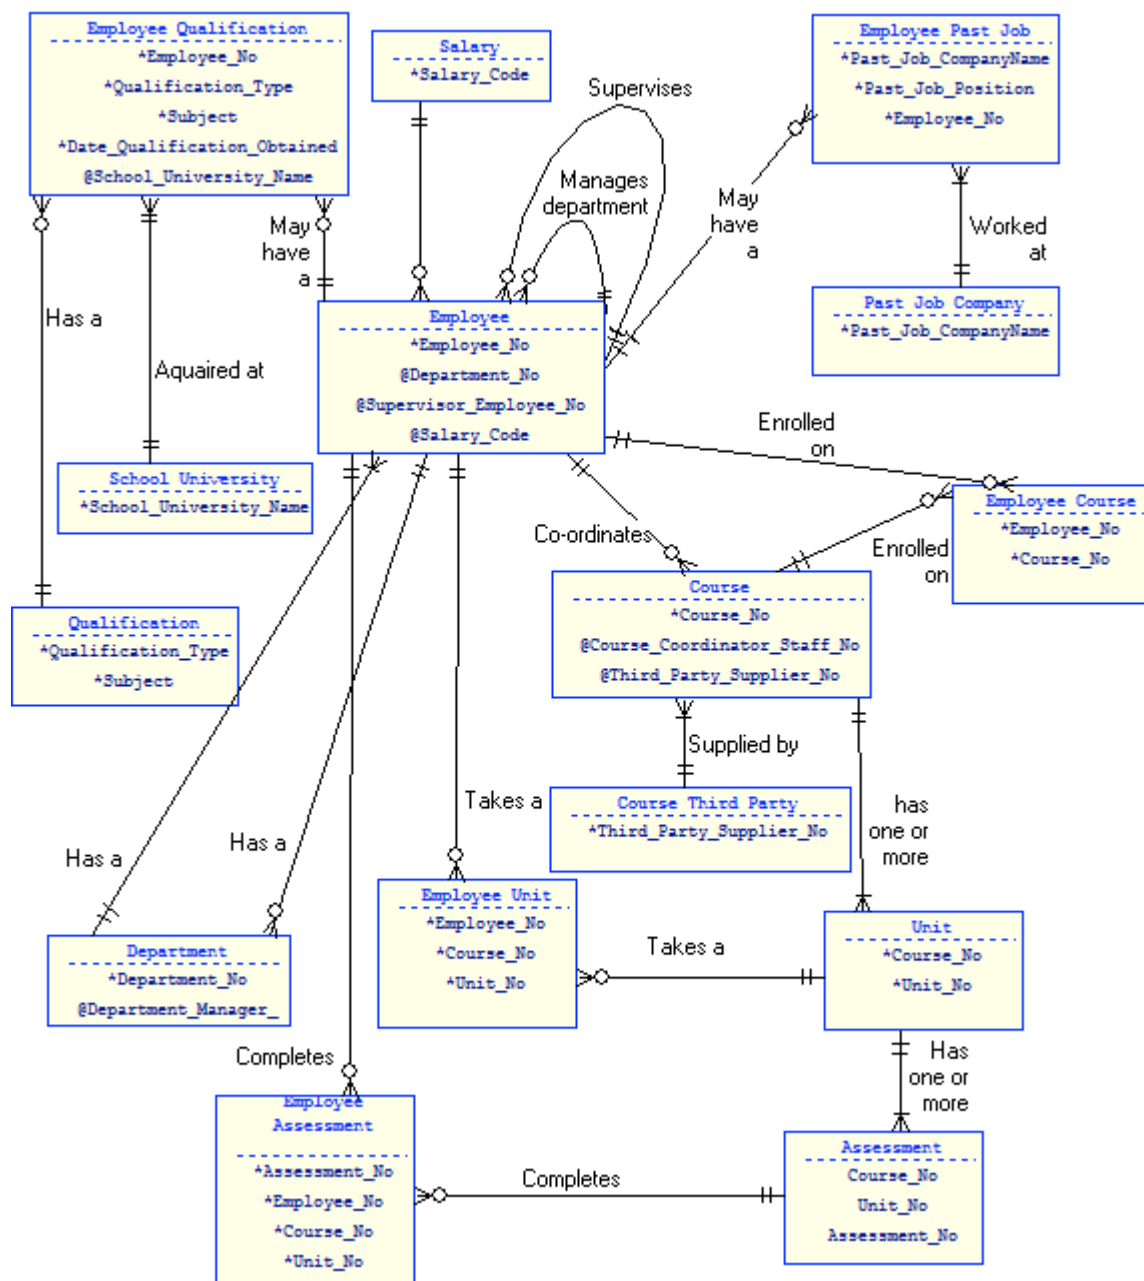 Employee Qualification
*Employee_No
*Qualification_Type
*Subject
*Date_Qualification_Obtained
@School_University_Name
Salary
*Salary_Code
Employee Past Job
*Past_Job_CompanyName
*Past_Job_Position
*Employee_No
Supervises
Manages
department
May
have
a
May
have
a
Worked
at
Past Job Company
*Past_Job_CompanyName
Has a
Aquaired at
Employee
*Employee_No
@Department_No
@Supervisor_Employee_No
@Salary_Code
School University
*School_University_Name
Enrolled
on
Employee Course
*Employee_No
*Course_No
Co-ordinates
Enrolled
on
Qualification
*Qualification_Type
*Subject
Course
*Course_No
@Course_Coordinator_Staff_No
@Third_Party_Supplier_No
Supplied by
Course Third Party
*Third_Party_Supplier_No
has
one or
more
Takes a
Has a
Has a
Employee Unit
*Employee_No
*Course_No
*Unit_No
Takes a
Unit
*Course_No
*Unit_No
Department
*Department_No
@Department_Manager_
Completes
Has
one or
more
Employee
Assessment
*Assessment_No
*Employee_No
*Course_No
*Unit_No
Completes
Assessment
Course_No
Unit_No
Assessment_No